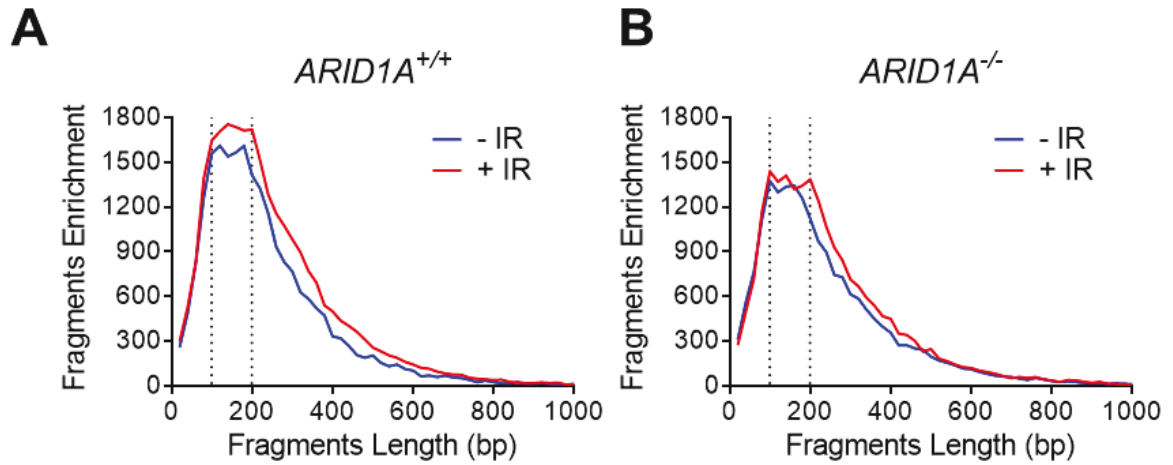 A
ARID1A+/+
Fragments Enrichment
1800
1500
1200
900
600
300
0
- IR
+ IR
0 200 400 600 800 1000
Fragments Length (bp)
B
ARID1A-/-
Fragments Enrichment
1800
1500
1200
900
600
300
0
- IR
+ IR
0 200 400 600 800 1000
Fragments Length (bp)